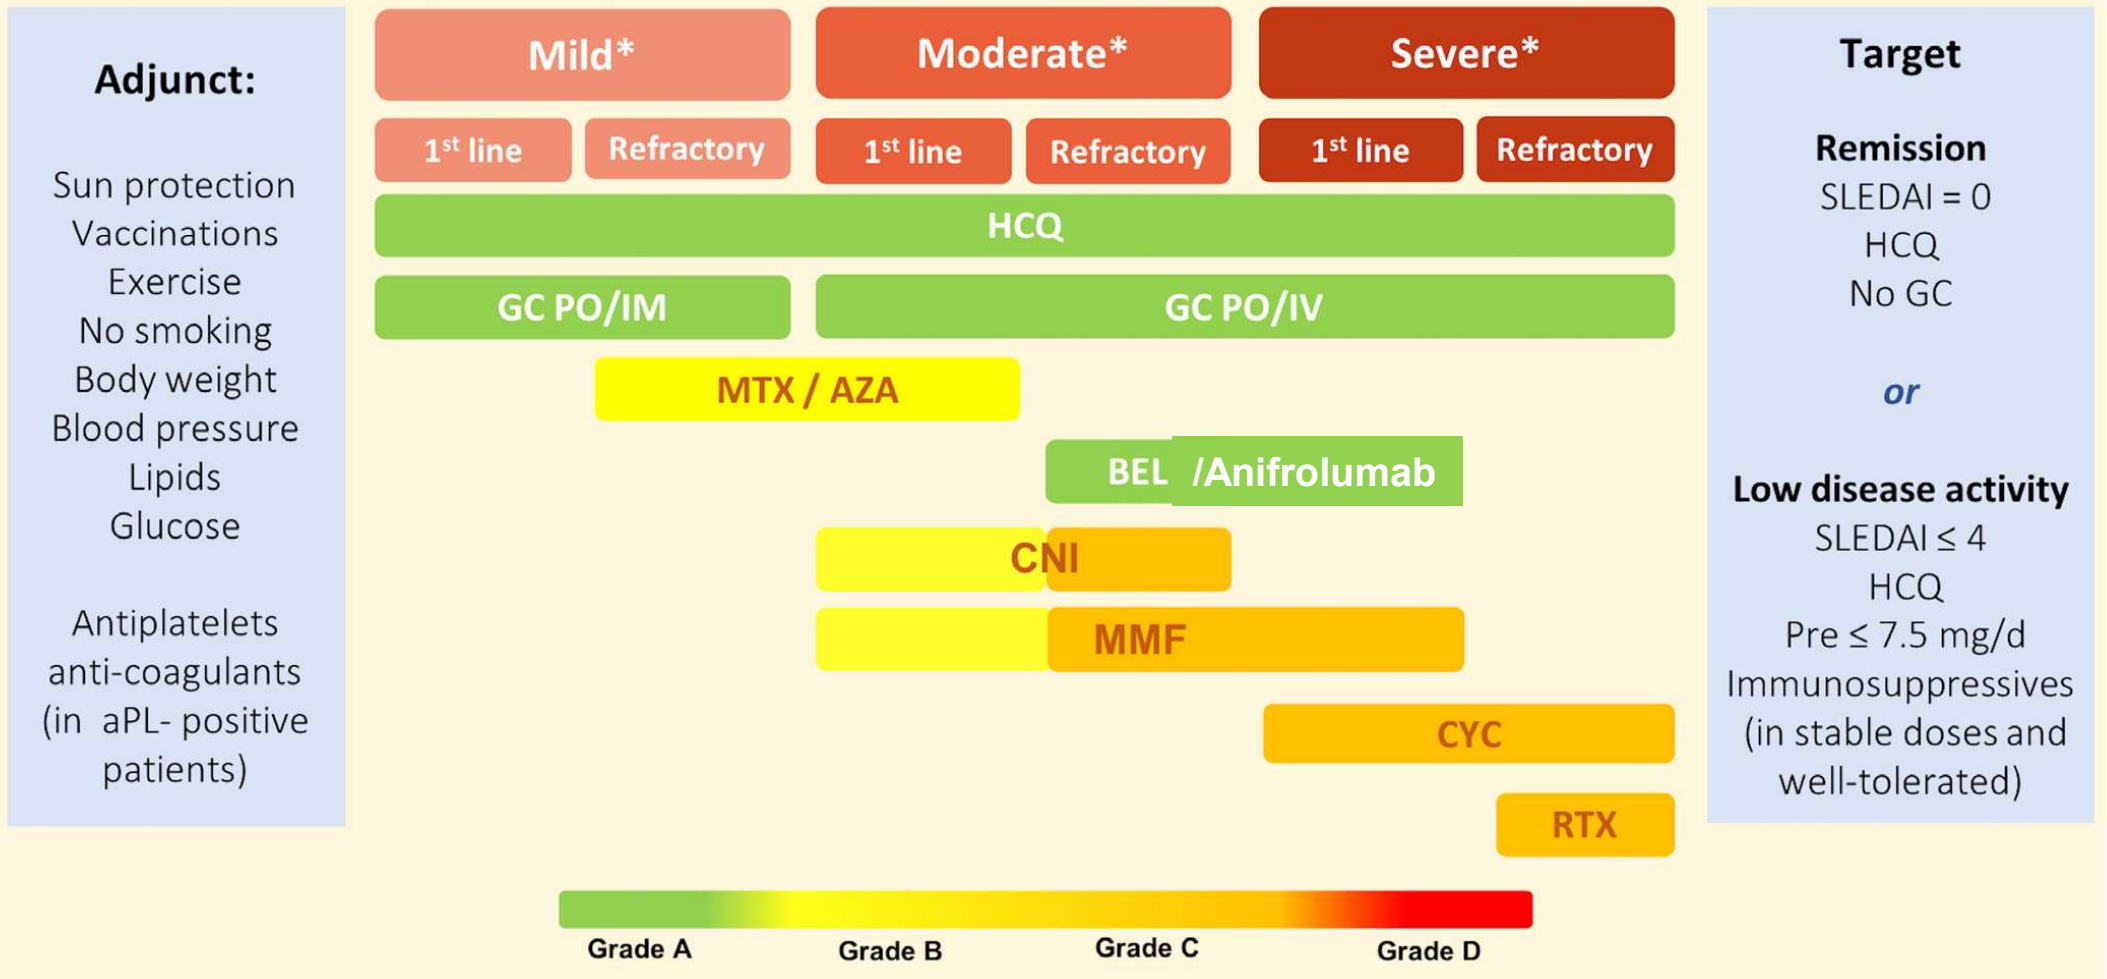 Adjunct:
Sun protection
Vaccinations
Exercise
No smoking
Body weight
Blood pressure
Lipids
Glucose
Antiplatelets
anti-coagulants
(in aPL- positive
patients)
Mild*
Moderate*
Severe*
1st line
Refractory
1st line
Refractory
1st line
Refractory
HCQ
GC PO/IM
GC PO/IV
MTX / AZA
BEL /Anifrolumab
CNI
MMF
CYC
RTX
Grade A
Grade B
Grade C
Grade D
Target
Remission
SLEDAI = 0
HCQ
No GC
or
Low disease activity
SLEDAI ≤ 4
HCQ
Pre ≤ 7.5 mg/d
Immunosuppressives
(in stable doses and
well-tolerated)